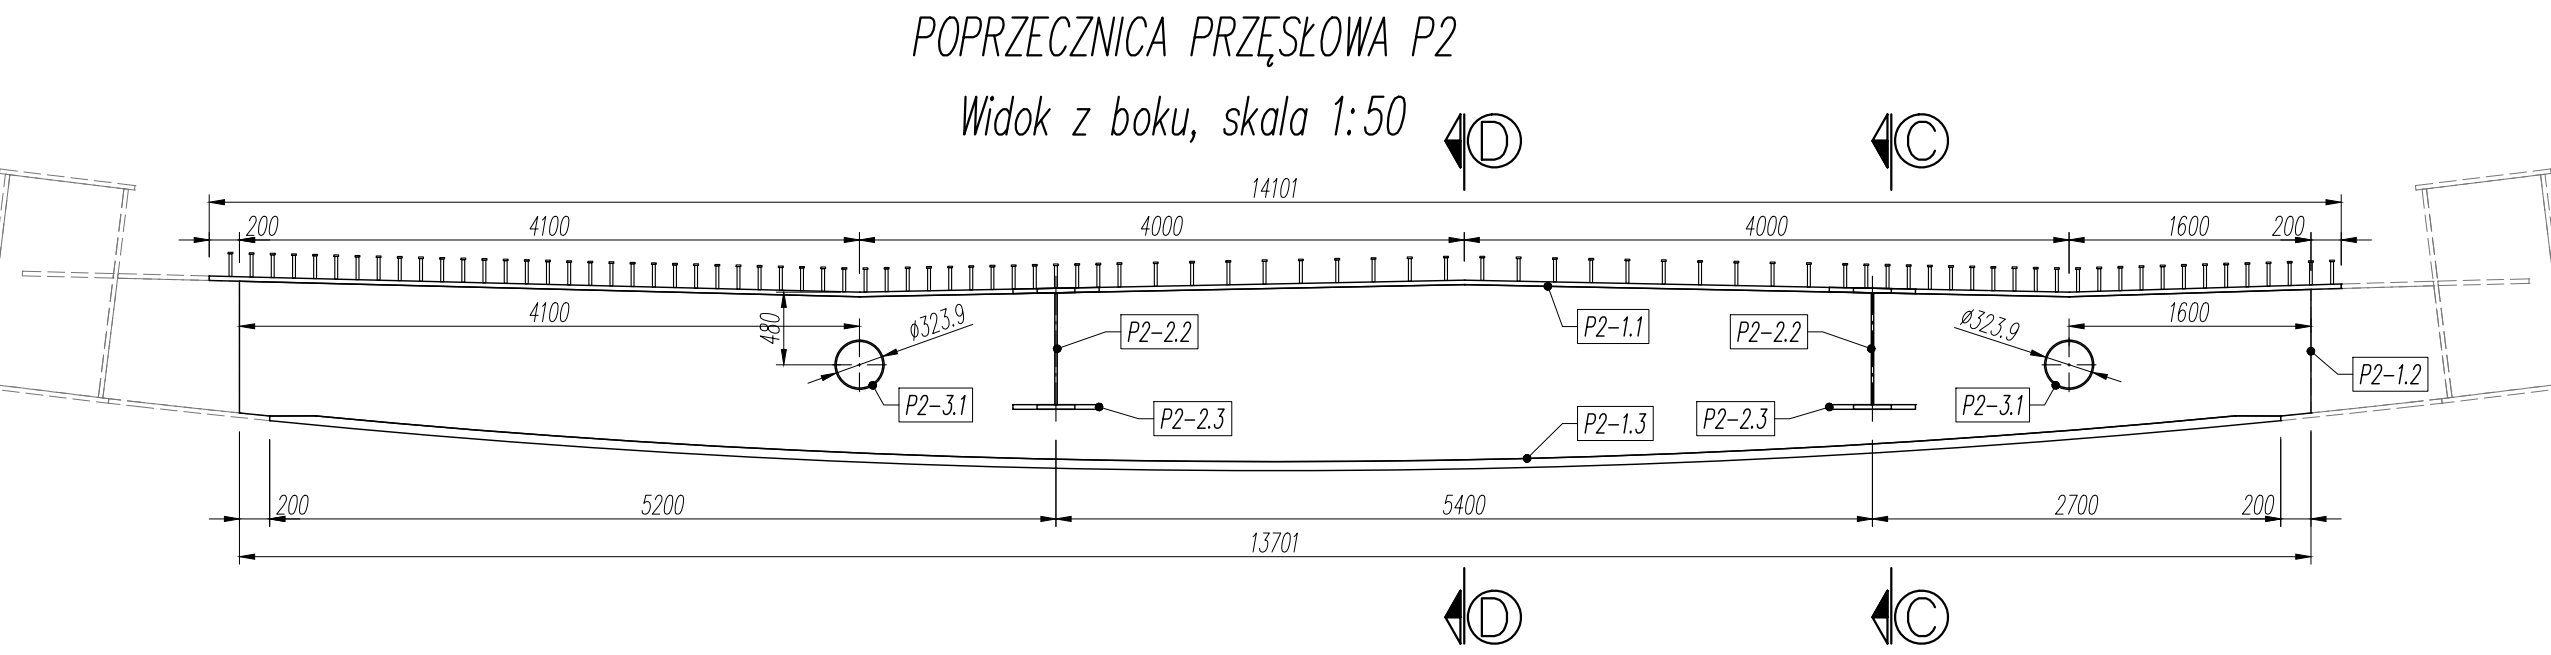 POPRZECZNICA PRZĘSŁOWA P2
Widok z boku, skala 1:50
D C
14101
200 4100 4000 4000 1600 200
4100 480 ϕ323.9 P2-2.2 P2-1.1 P2-2.2 ϕ323.9 1600
P2-3.1 P2-2.3 P2-1.3 P2-2.3 P2-3.1 P2-1.2
200 5200 5400 2700 200
13701
D C